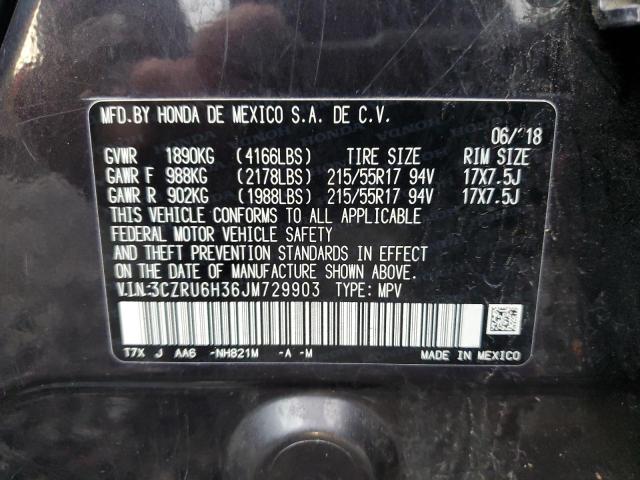 MFD.BY HONDA DE MEXICO S.A. DE C.V.
06/18
GVWR 1890KG (4166LBS) TIRE SIZE RIM SIZE
GAWR F 988KG (2178LBS) 215/55R17 94V 17X7.5J
GAWR R 902KG (1988LBS) 215/55R17 94V 17X7.5J
THIS VEHICLE CONFORMS TO ALL APPLICABLE
FEDERAL MOTOR VEHICLE SAFETY
AND THEFT PREVENTION STANDARDS IN EFFECT
ON THE DATE OF MANUFACTURE SHOWN ABOVE.
V.I.N:3CZRU6H36JM729903 TYPE: MPV
T7X J AA6 -NH821M -A -M
MADE IN MEXICO